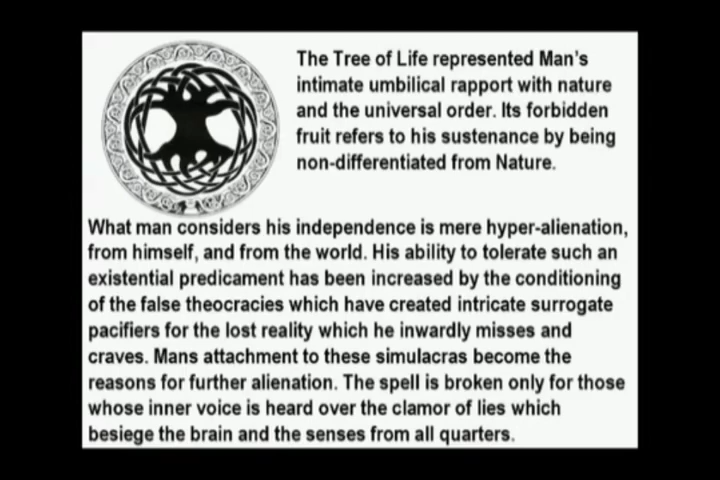 The Tree of Life represented Man's
intimate umbilical rapport with nature
and the universal order. Its forbidden
fruit refers to his sustenance by being
non-differentiated from Nature.
What man considers his independence is mere hyper-alienation,
from himself, and from the world. His ability to tolerate such an
existential predicament has been increased by the conditioning
of the false theocracies which have created intricate surrogate
pacifiers for the lost reality which he inwardly misses and
craves. Mans attachment to these simulacras become the
reasons for further alienation. The spell is broken only for those
whose inner voice is heard over the clamor of lies which
besiege the brain and the senses from all quarters.